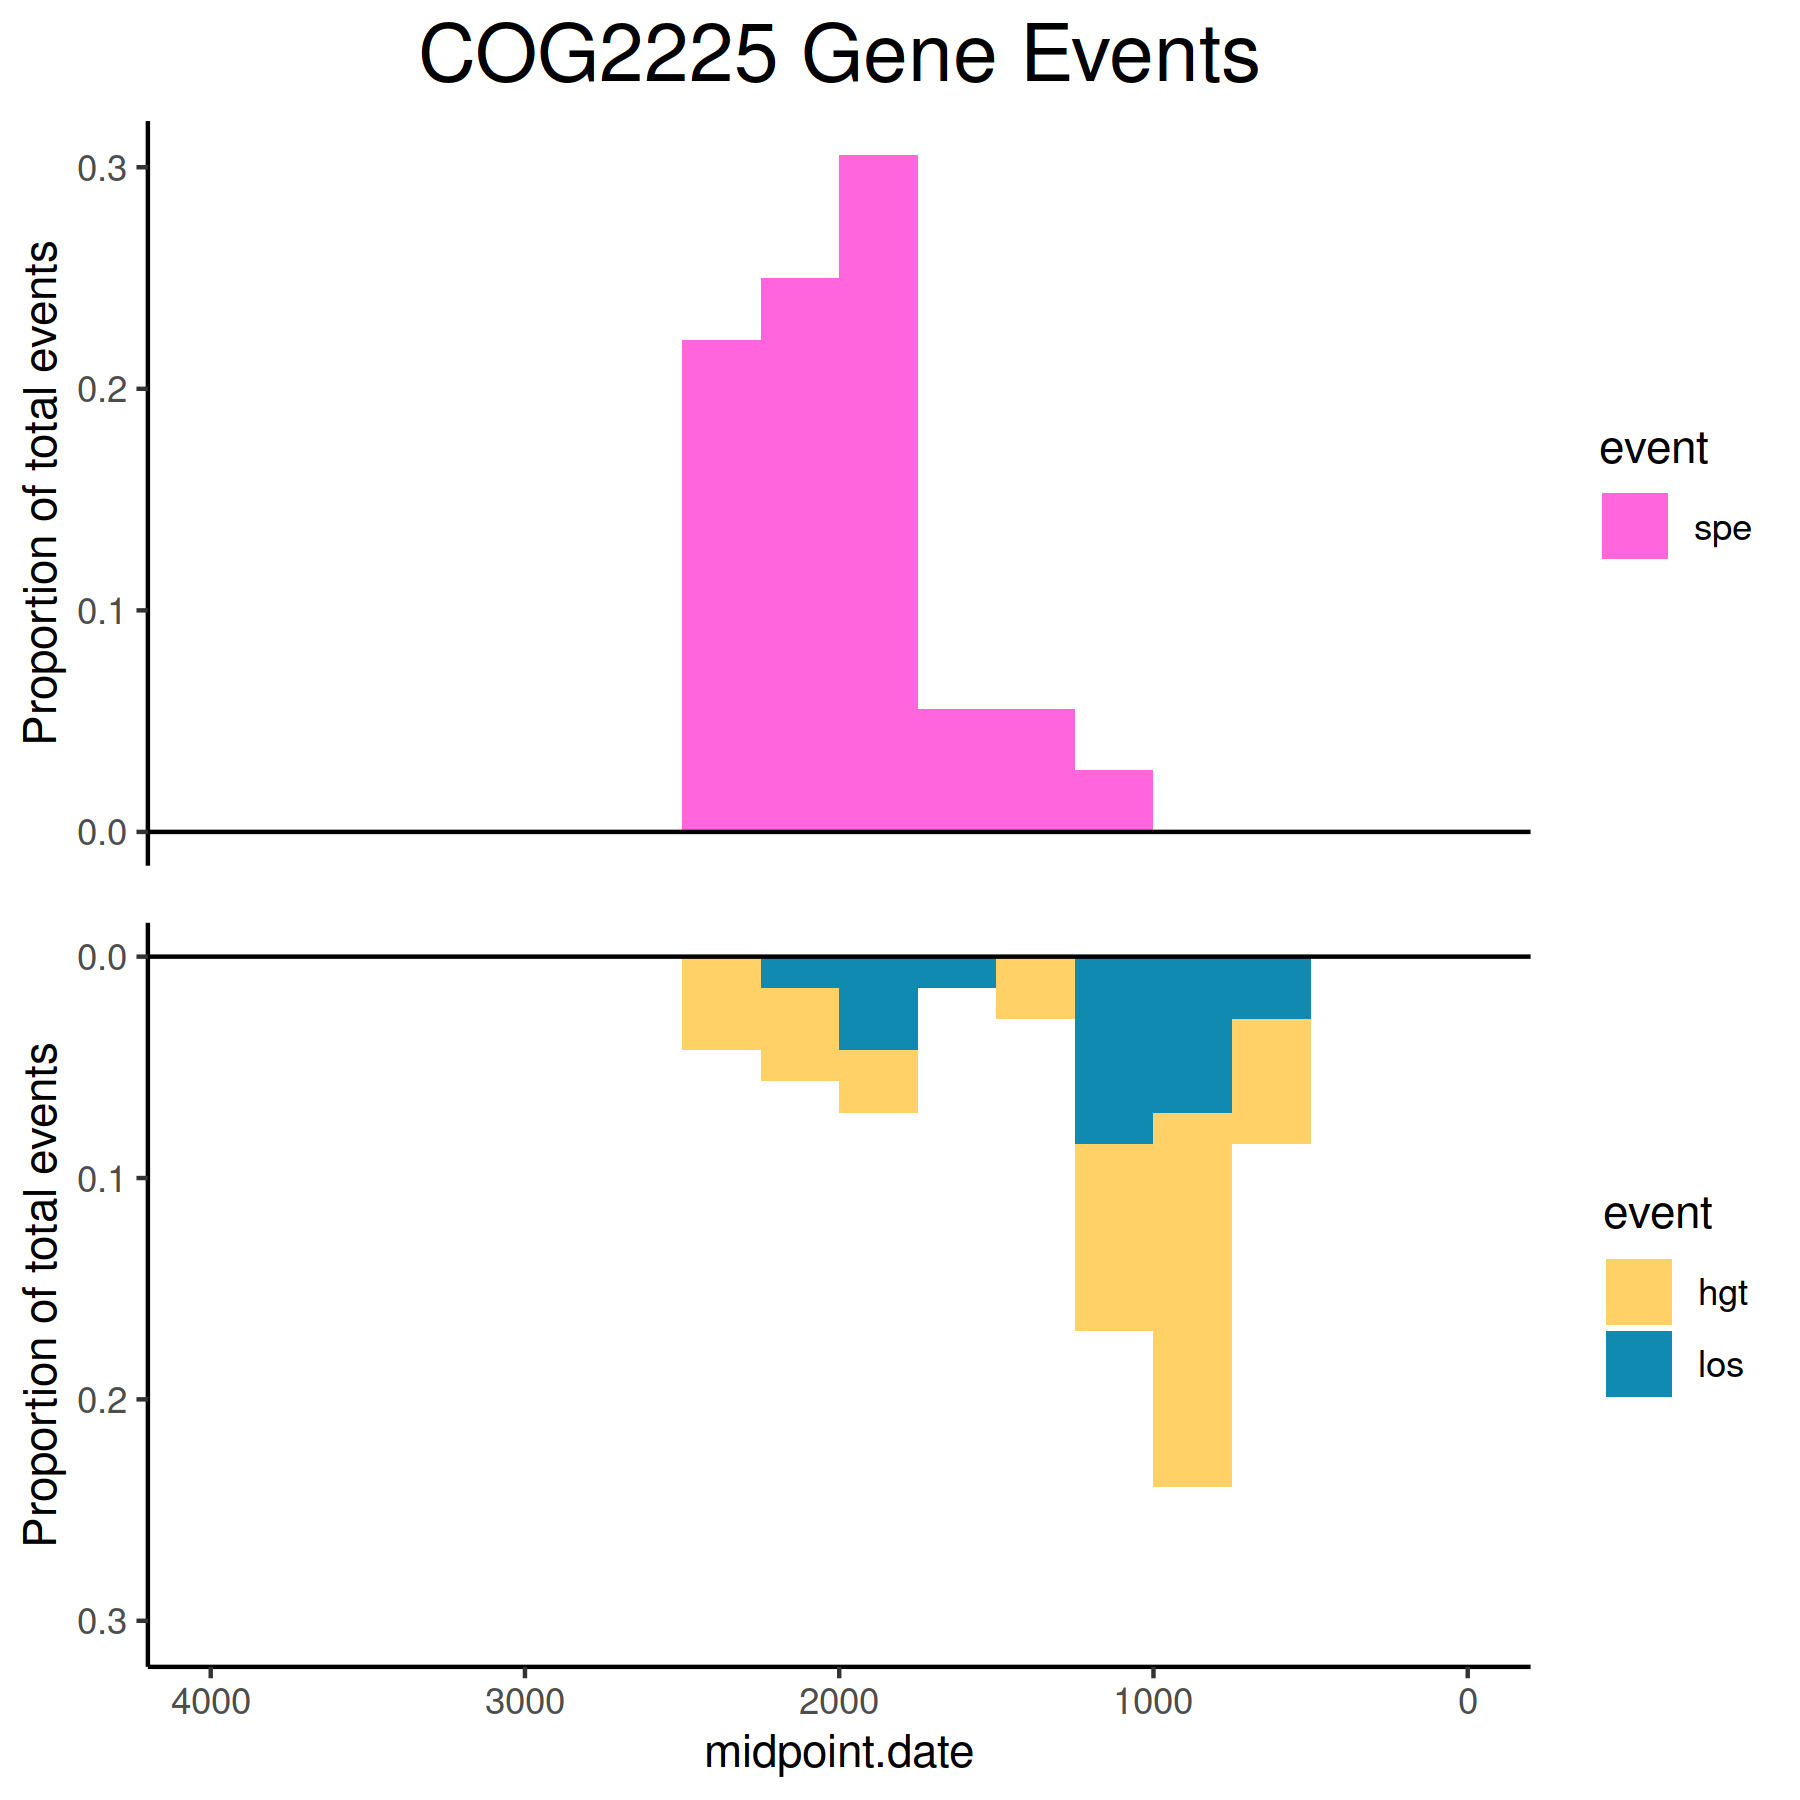 COG2225 Gene Events
Proportion of total events
0.3
0.2
0.1
0.0
event
spe
Proportion of total events
0.0
0.1
0.2
0.3
event
hgt
los
4000 3000 2000 1000 0
midpoint.date